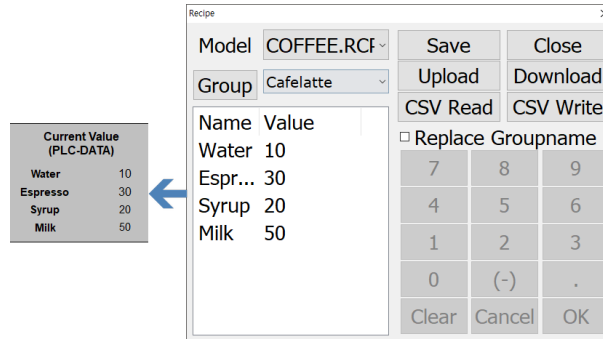 Recipe
Model COFFEE.RCF Save Close
Group Cafelatte Upload Download
CSV Read CSV Write
Name Value
Replace Groupname
Water 10
Espr... 30
Syrup 20
Milk 50
7 8 9
4 5 6
1 2 3
0 (-) .
Clear Cancel OK
Current Value
(PLC-DATA)
Water 10
Espresso 30
Syrup 20
Milk 50